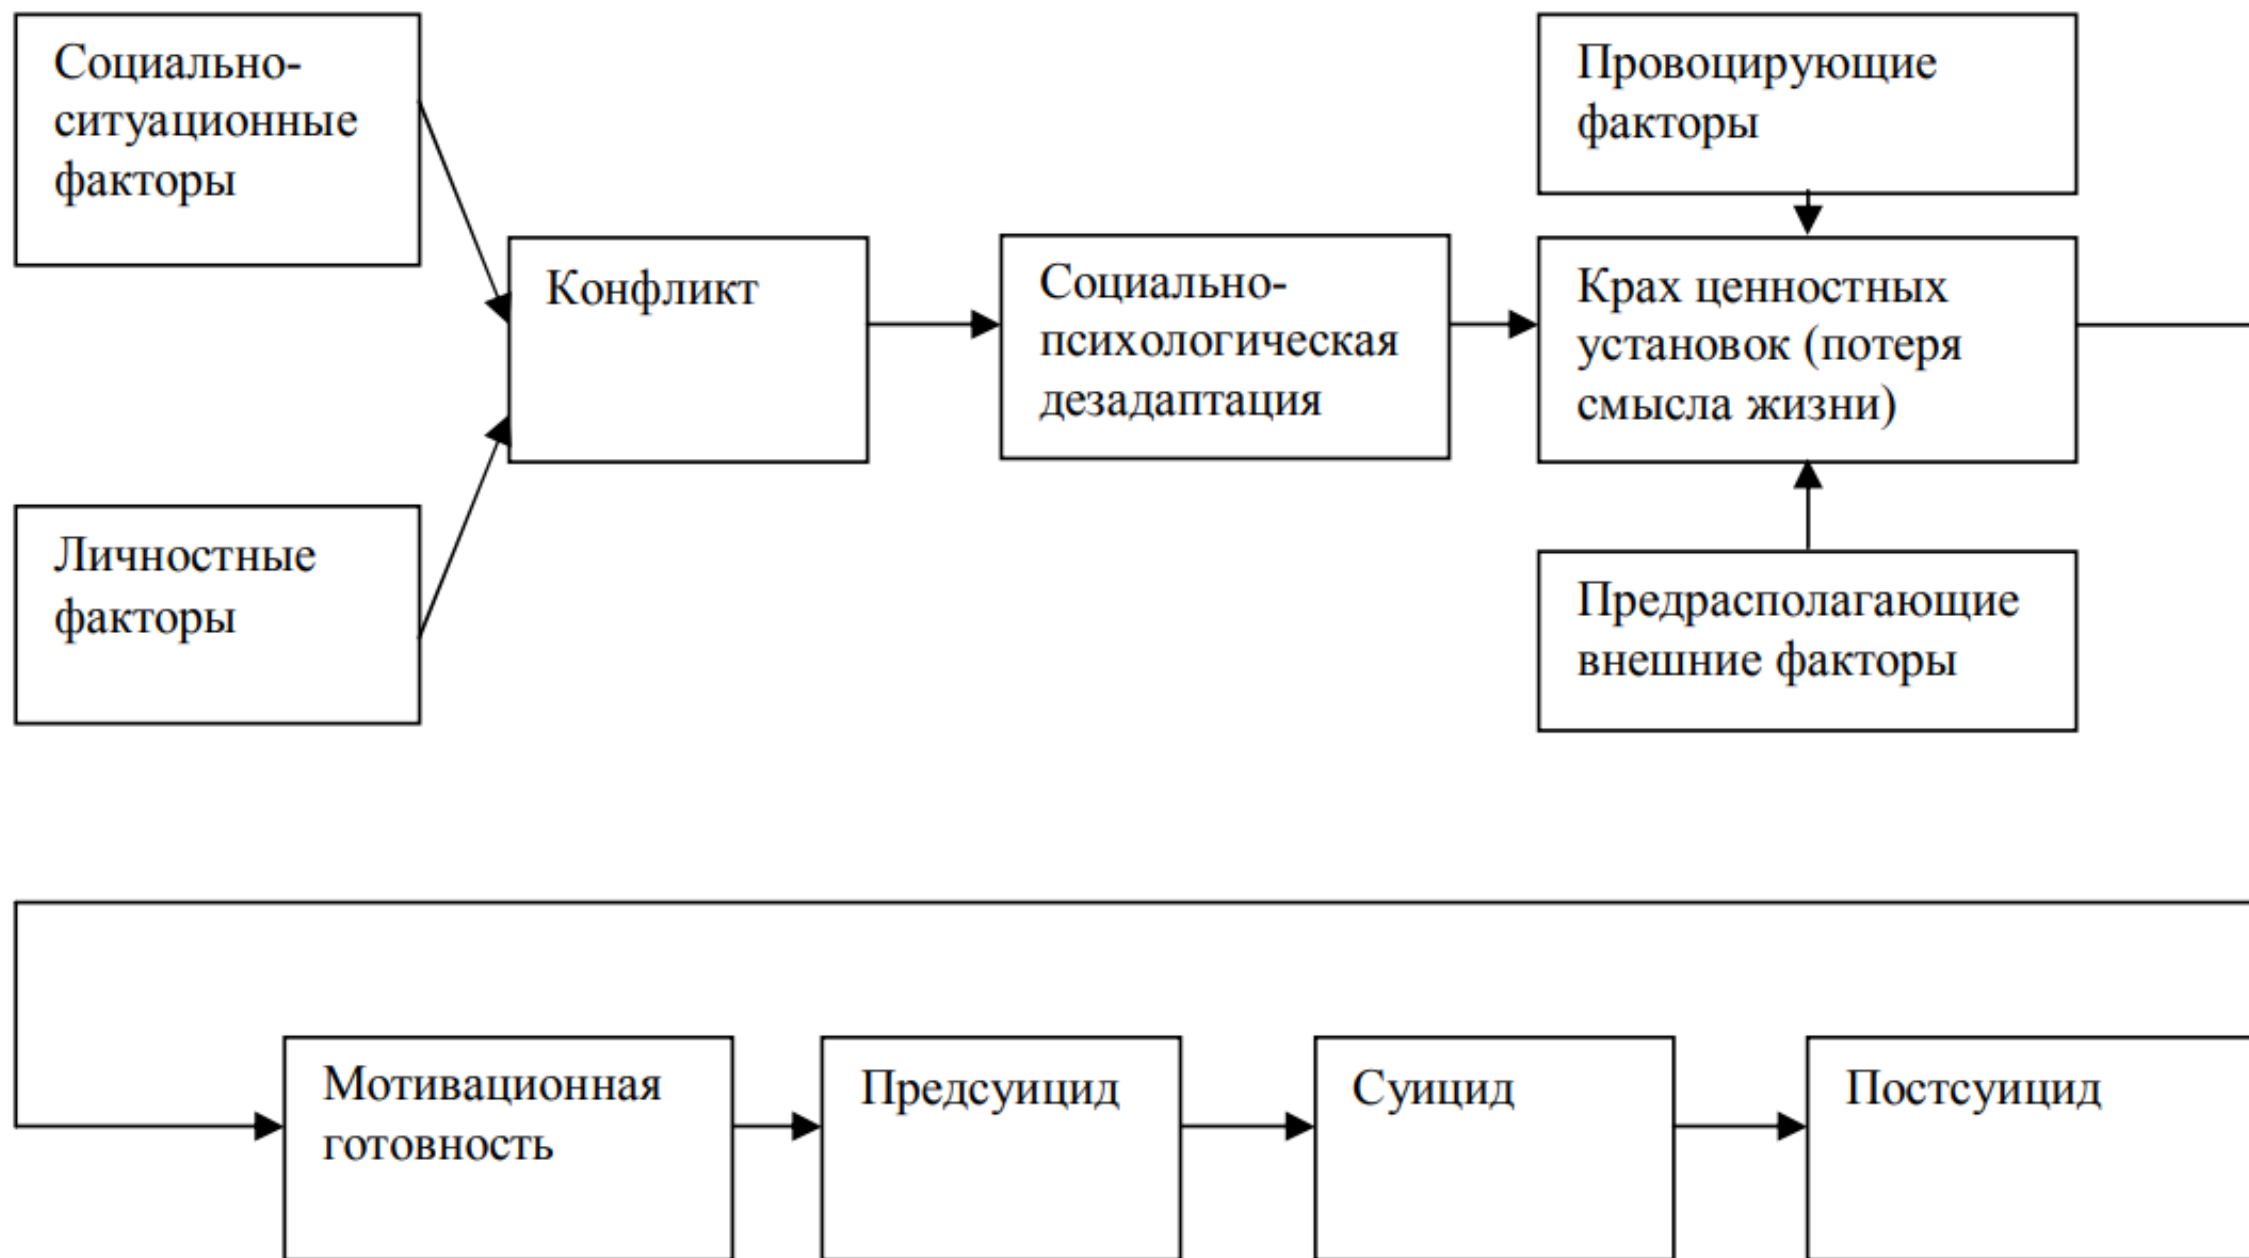 Социально-
ситуационные
факторы
Провоцирующие
факторы
Конфликт
Социально-
психологическая
дезадаптация
Крах ценностных
установок (потеря
смысла жизни)
Личностные
факторы
Предрасполагающие
внешние факторы
Мотивационная
готовность
Предсуицид
Суицид
Постсуицид